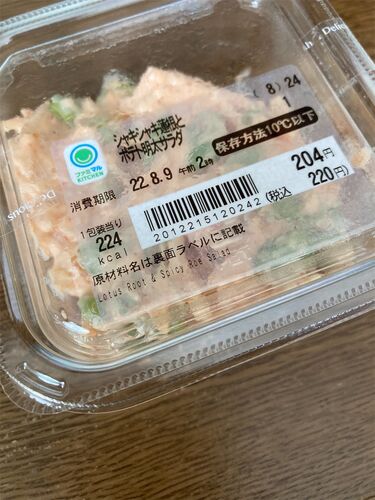 ( 8) 24
1
シャキシャキ蓮根と
ポテト明太サラダ
保存方法10℃以下
ファミマル
KITCHEN
消費期限 22.8.9 午前2時
204円
(税込 220円)
1包装当り
224
kcal
2012215120242
原材料名は裏面ラベルに記載
Lotus Root & Spicy Roe Salad